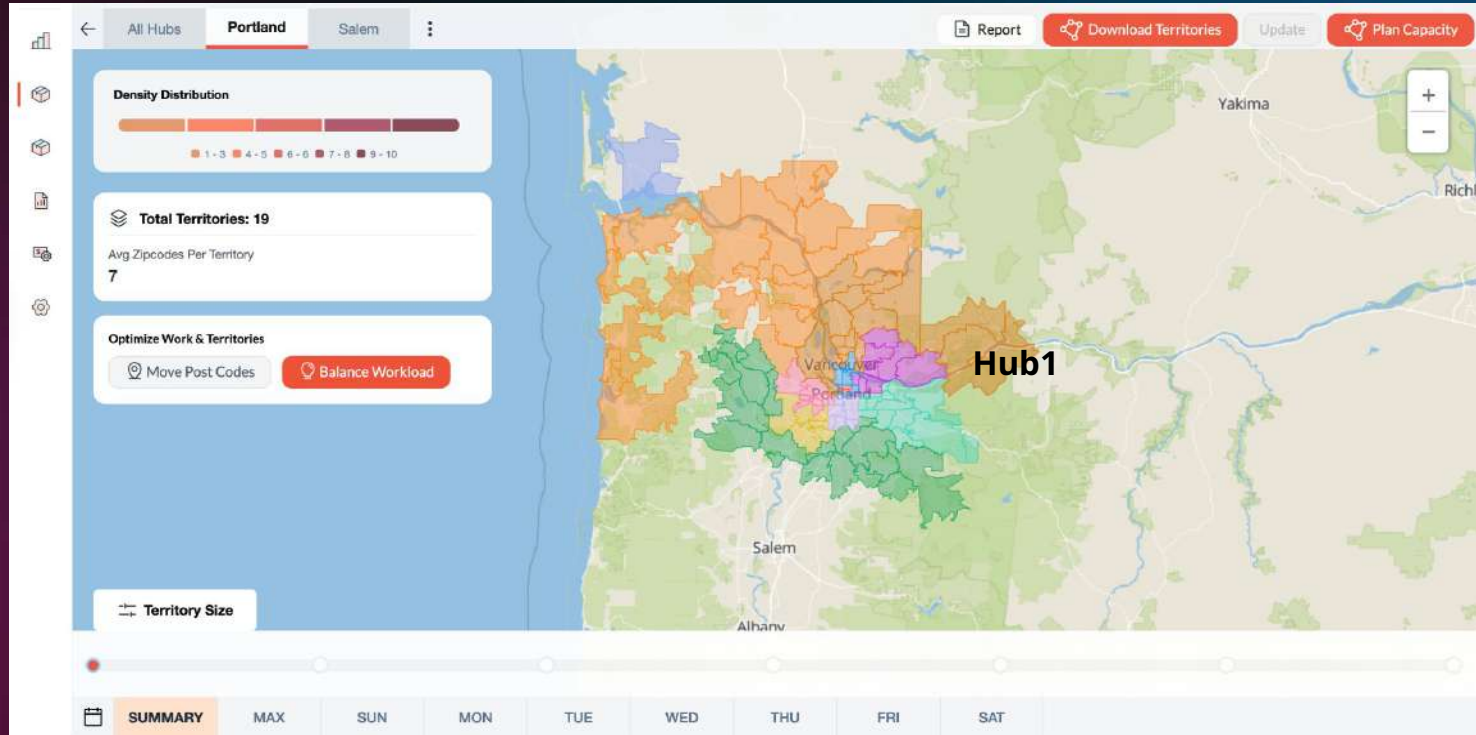 All Hubs
Portland
Salem
Report
Download Territories
Update
Plan Capacity
Density Distribution
1 - 3
4 - 5
6 - 6
7 - 8
9 - 10
Total Territories: 19
Avg Zipcodes Per Territory
7
Optimize Work & Territories
Move Post Codes
Balance Workload
Yakima
Richl
Vancouver
Hub1
Portland
Salem
Albany
Territory Size
SUMMARY
MAX
SUN
MON
TUE
WED
THU
FRI
SAT